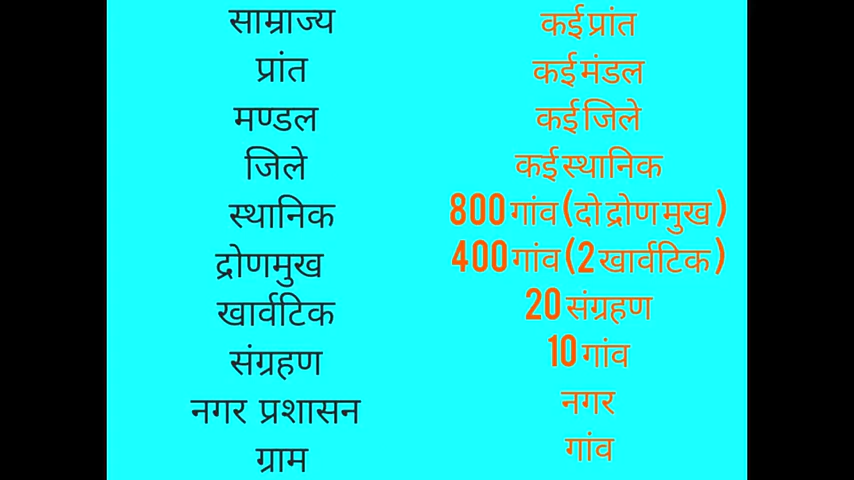 साम्राज्य कई प्रांत
प्रांत कई मंडल
मण्डल कई जिले
जिले कई स्थानिक
स्थानिक 800 गांव (दो द्रोण मुख)
द्रोणमुख 400 गांव (2 खार्वटिक)
खार्वटिक 20 संग्रहण
संग्रहण 10 गांव
नगर प्रशासन नगर
ग्राम गांव